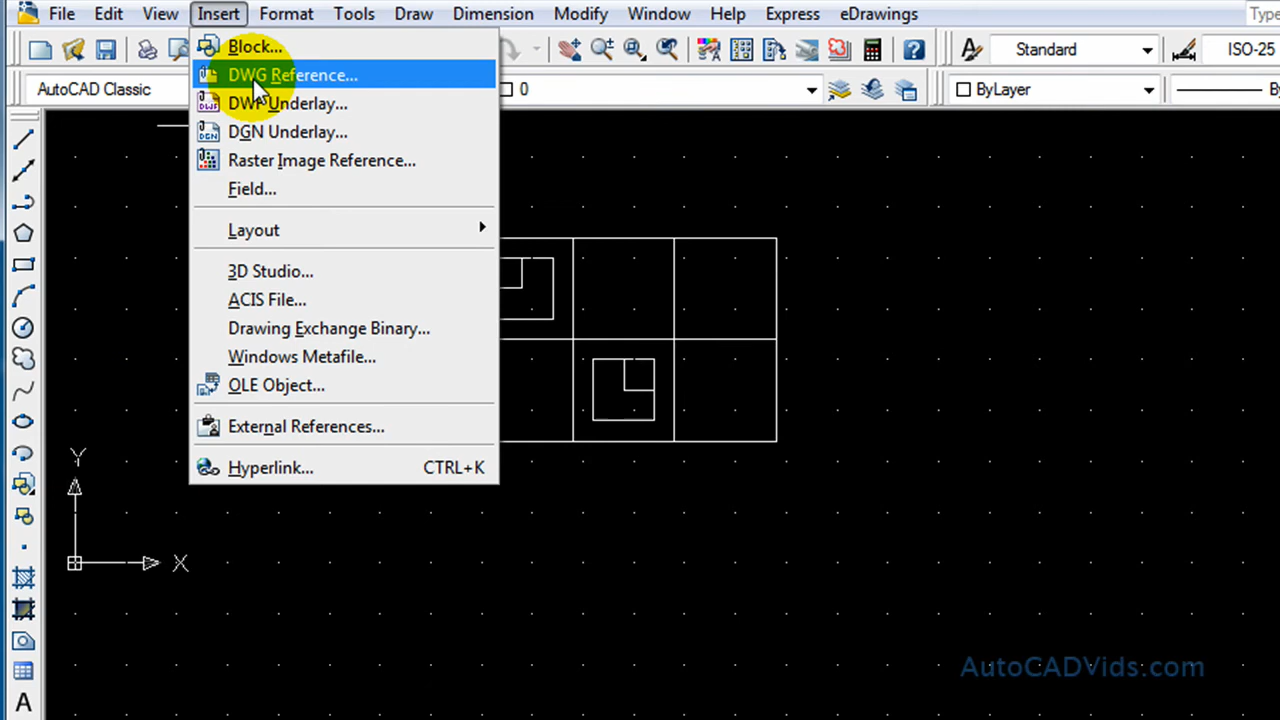 File Edit View Insert Format Tools Draw Dimension Modify Window Help Express eDrawings Type
Standard ISO-25
AutoCAD Classic 0 ByLayer
Block...
DWG Reference...
DWF Underlay...
DGN Underlay...
Raster Image Reference...
Field...
Layout
3D Studio...
ACIS File...
Drawing Exchange Binary...
Windows Metafile...
OLE Object...
External References...
Hyperlink... CTRL+K
Y
X
A
AutoCADVids.com